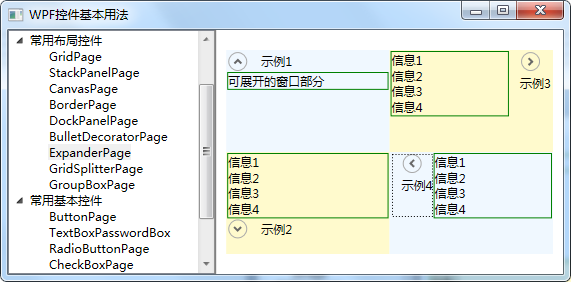 WPF控件基本用法
常用布局控件
GridPage
StackPanelPage
CanvasPage
BorderPage
DockPanelPage
BulletDecoratorPage
ExpanderPage
GridSplitterPage
GroupBoxPage
常用基本控件
ButtonPage
TextBoxPasswordBox
RadioButtonPage
CheckBoxPage
示例1
可展开的窗口部分
信息1
信息2
信息3
信息4
示例3
信息1
信息2
信息3
信息4
示例2
示例4
信息1
信息2
信息3
信息4